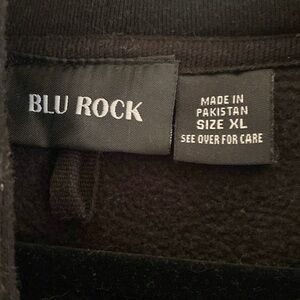 BLU ROCK
MADE IN
PAKISTAN
SIZE XL
SEE OVER FOR CARE